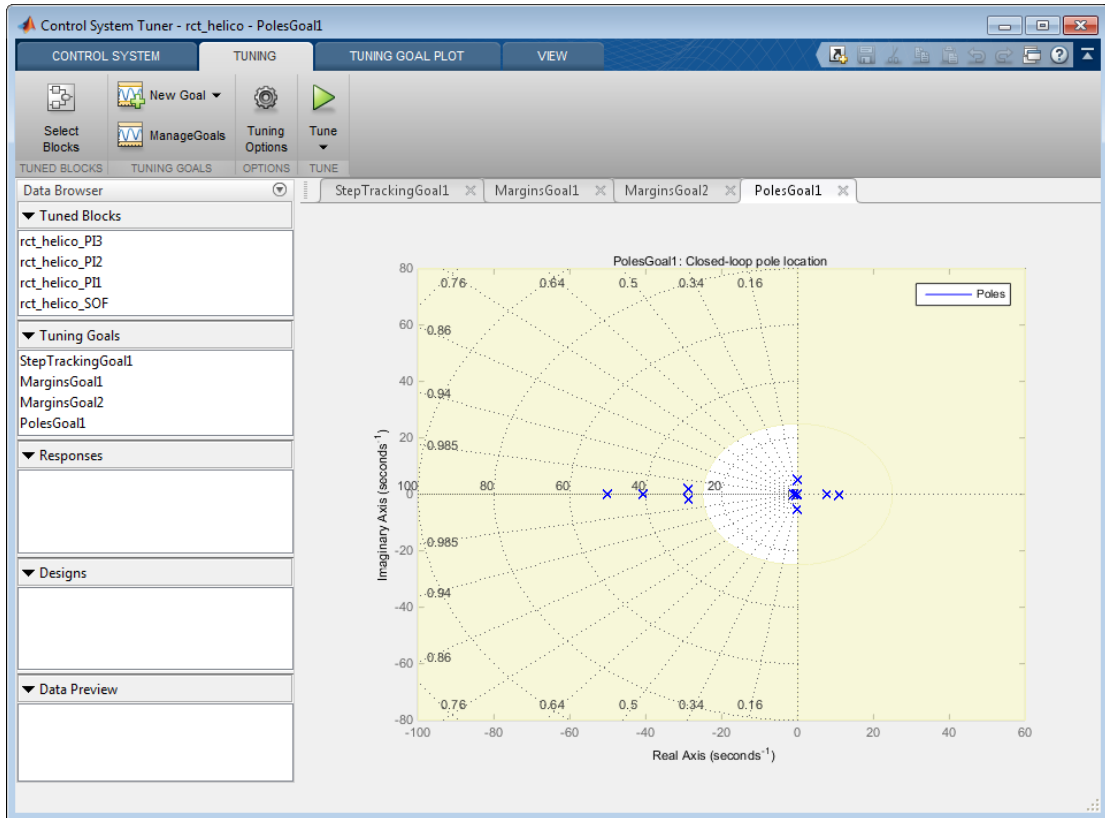 Control System Tuner - rct_helico - PolesGoal1
CONTROL SYSTEM TUNING TUNING GOAL PLOT VIEW
New Goal
ManageGoals
Select Blocks
Tuning Options
Tune
TUNED BLOCKS TUNING GOALS OPTIONS TUNE
Data Browser
Tuned Blocks
rct_helico_PI3
rct_helico_PI2
rct_helico_PI1
rct_helico_SOF
Tuning Goals
StepTrackingGoal1
MarginsGoal1
MarginsGoal2
PolesGoal1
Responses
Designs
Data Preview
StepTrackingGoal1 MarginsGoal1 MarginsGoal2 PolesGoal1
PolesGoal1: Closed-loop pole location
Poles
80
0.76 0.64 0.5 0.34 0.16
60
0.86
40
0.94
20
0.985
100 80 60 40 20
0
0.985
-20
0.94
-40
0.86
-60
0.76 0.64 0.5 0.34 0.16
-80
-100 -80 -60 -40 -20 0 20 40 60
Imaginary Axis (seconds⁻¹)
Real Axis (seconds⁻¹)